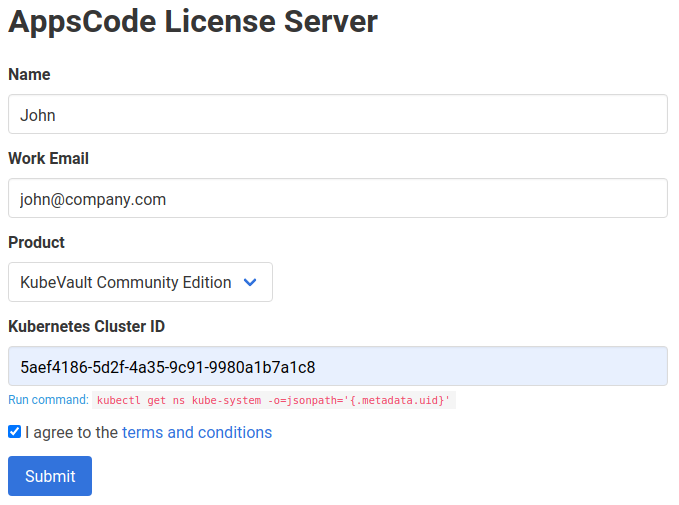 AppsCode License Server
Name
John
Work Email
john@company.com
Product
KubeVault Community Edition
Kubernetes Cluster ID
5aef4186-5d2f-4a35-9c91-9980a1b7a1c8
Run command: kubectl get ns kube-system -o=jsonpath='{.metadata.uid}'
I agree to the terms and conditions
Submit